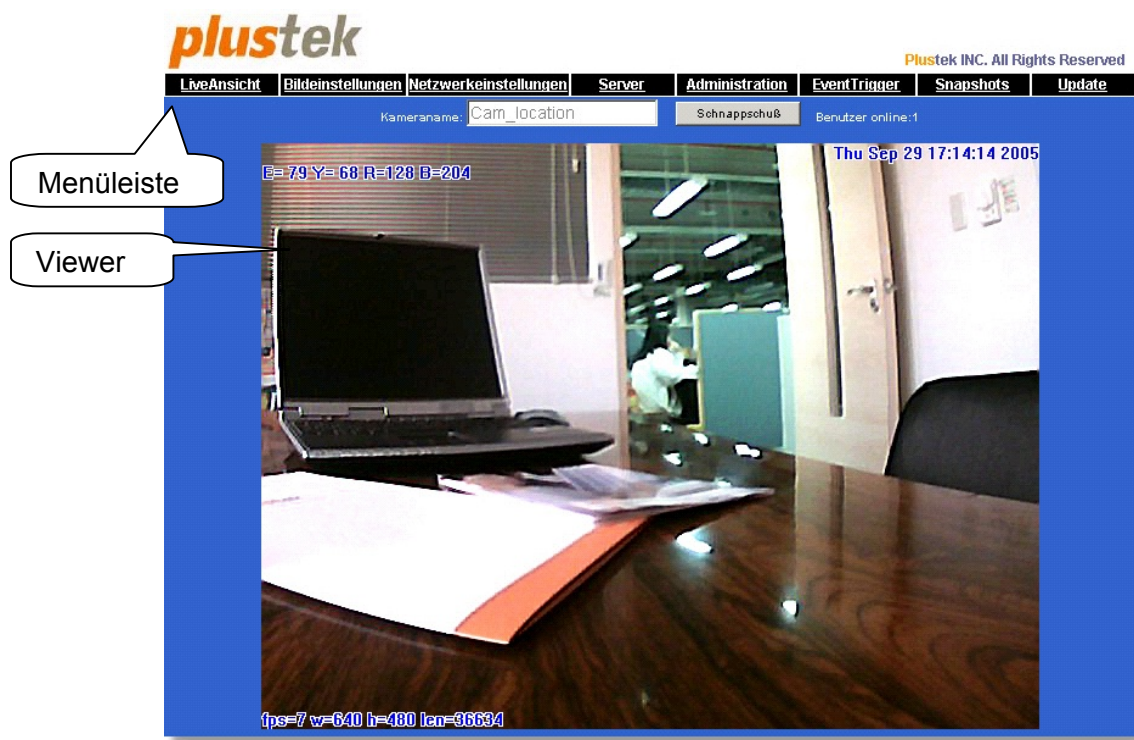 plustek
Plustek INC. All Rights Reserved
LiveAnsicht Bildeinstellungen Netzwerkeinstellungen Server Administration EventTrigger Snapshots Update
Kameraname: Cam_location Schnappschuß Benutzer online:1
Menüleiste
Viewer
E= 79 Y= 68 R=128 B=204
Thu Sep 29 17:14:14 2005
fps=7 w=640 h=480 len=36634